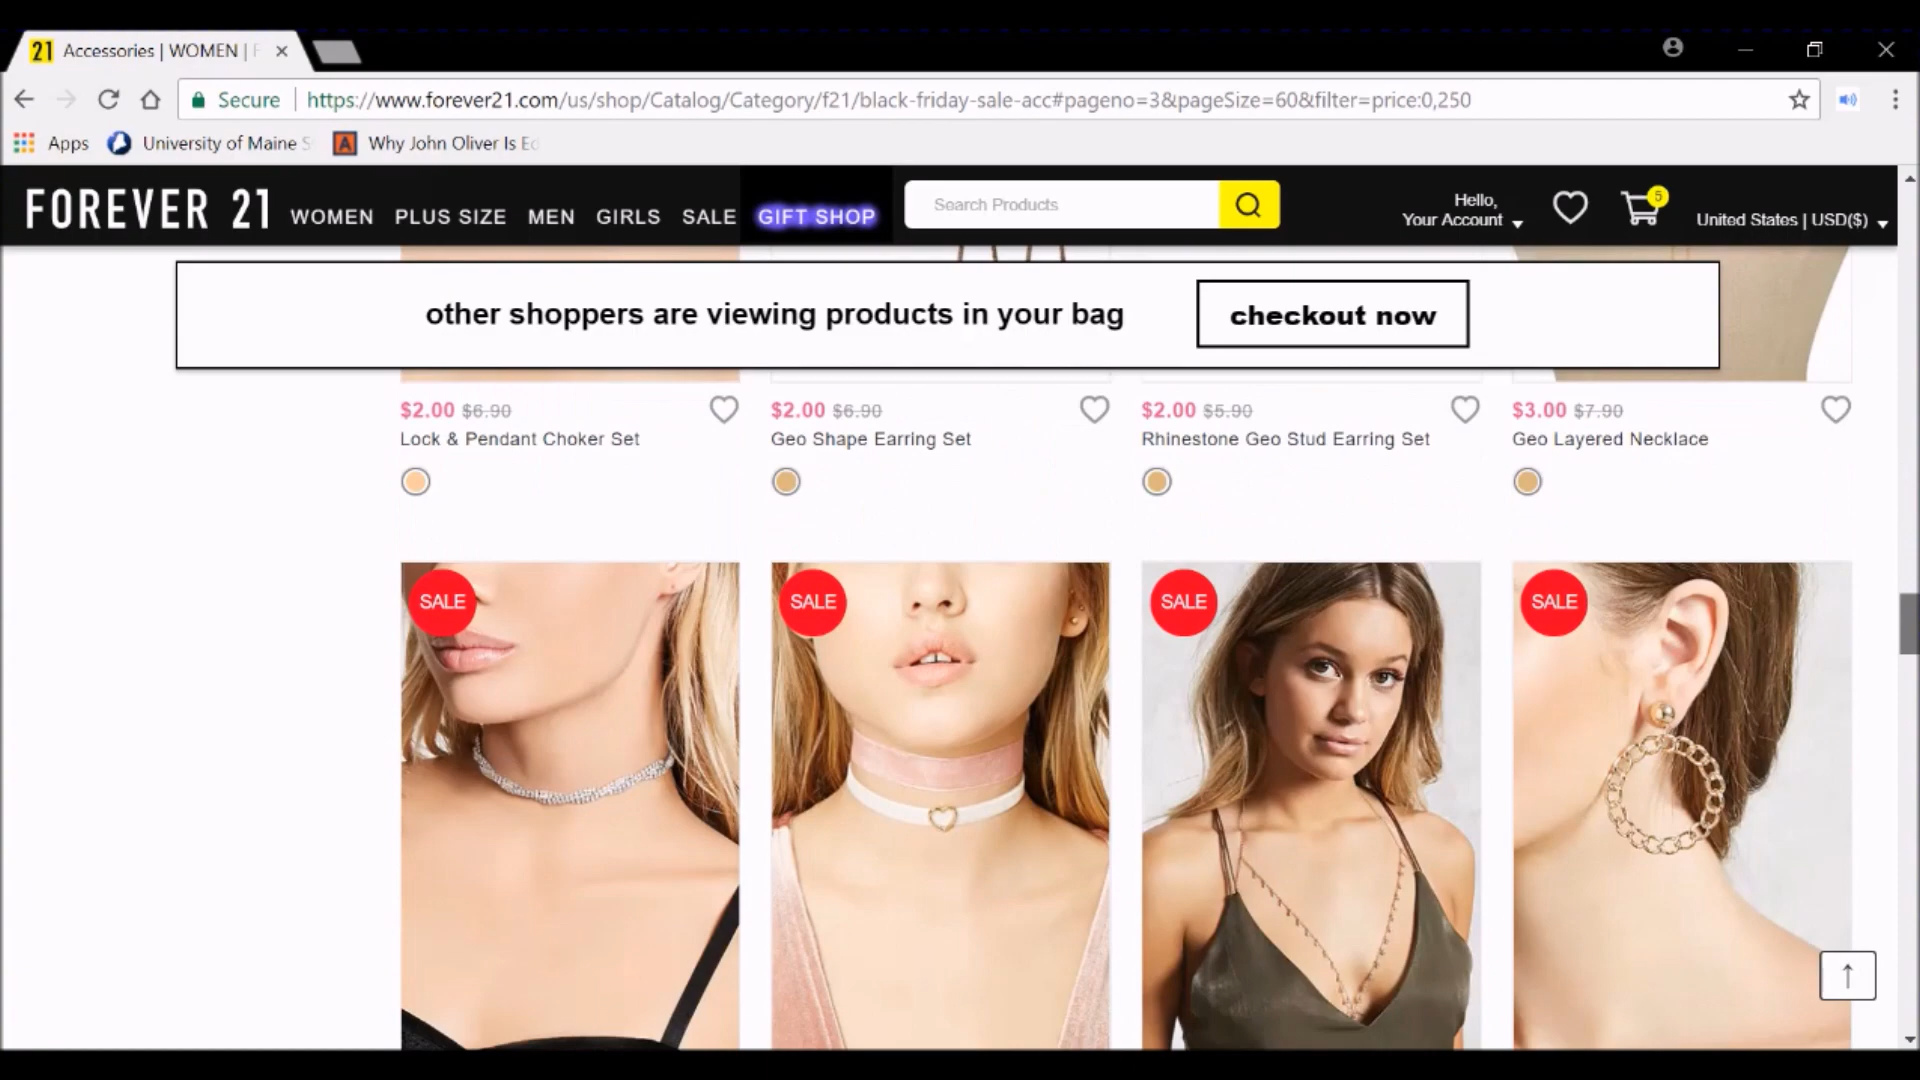 21 Accessories | WOMEN | F
Secure https://www.forever21.com/us/shop/Catalog/Category/f21/black-friday-sale-acc#pageno=3&pageSize=60&filter=price:0,250
Apps University of Maine S Why John Oliver Is Ed
FOREVER 21 WOMEN PLUS SIZE MEN GIRLS SALE GIFT SHOP Search Products
Hello,
Your Account
5
United States | USD($)
other shoppers are viewing products in your bag checkout now
$2.00 $6.90
Lock & Pendant Choker Set
$2.00 $6.90
Geo Shape Earring Set
$2.00 $5.90
Rhinestone Geo Stud Earring Set
$3.00 $7.90
Geo Layered Necklace
SALE
SALE
SALE
SALE